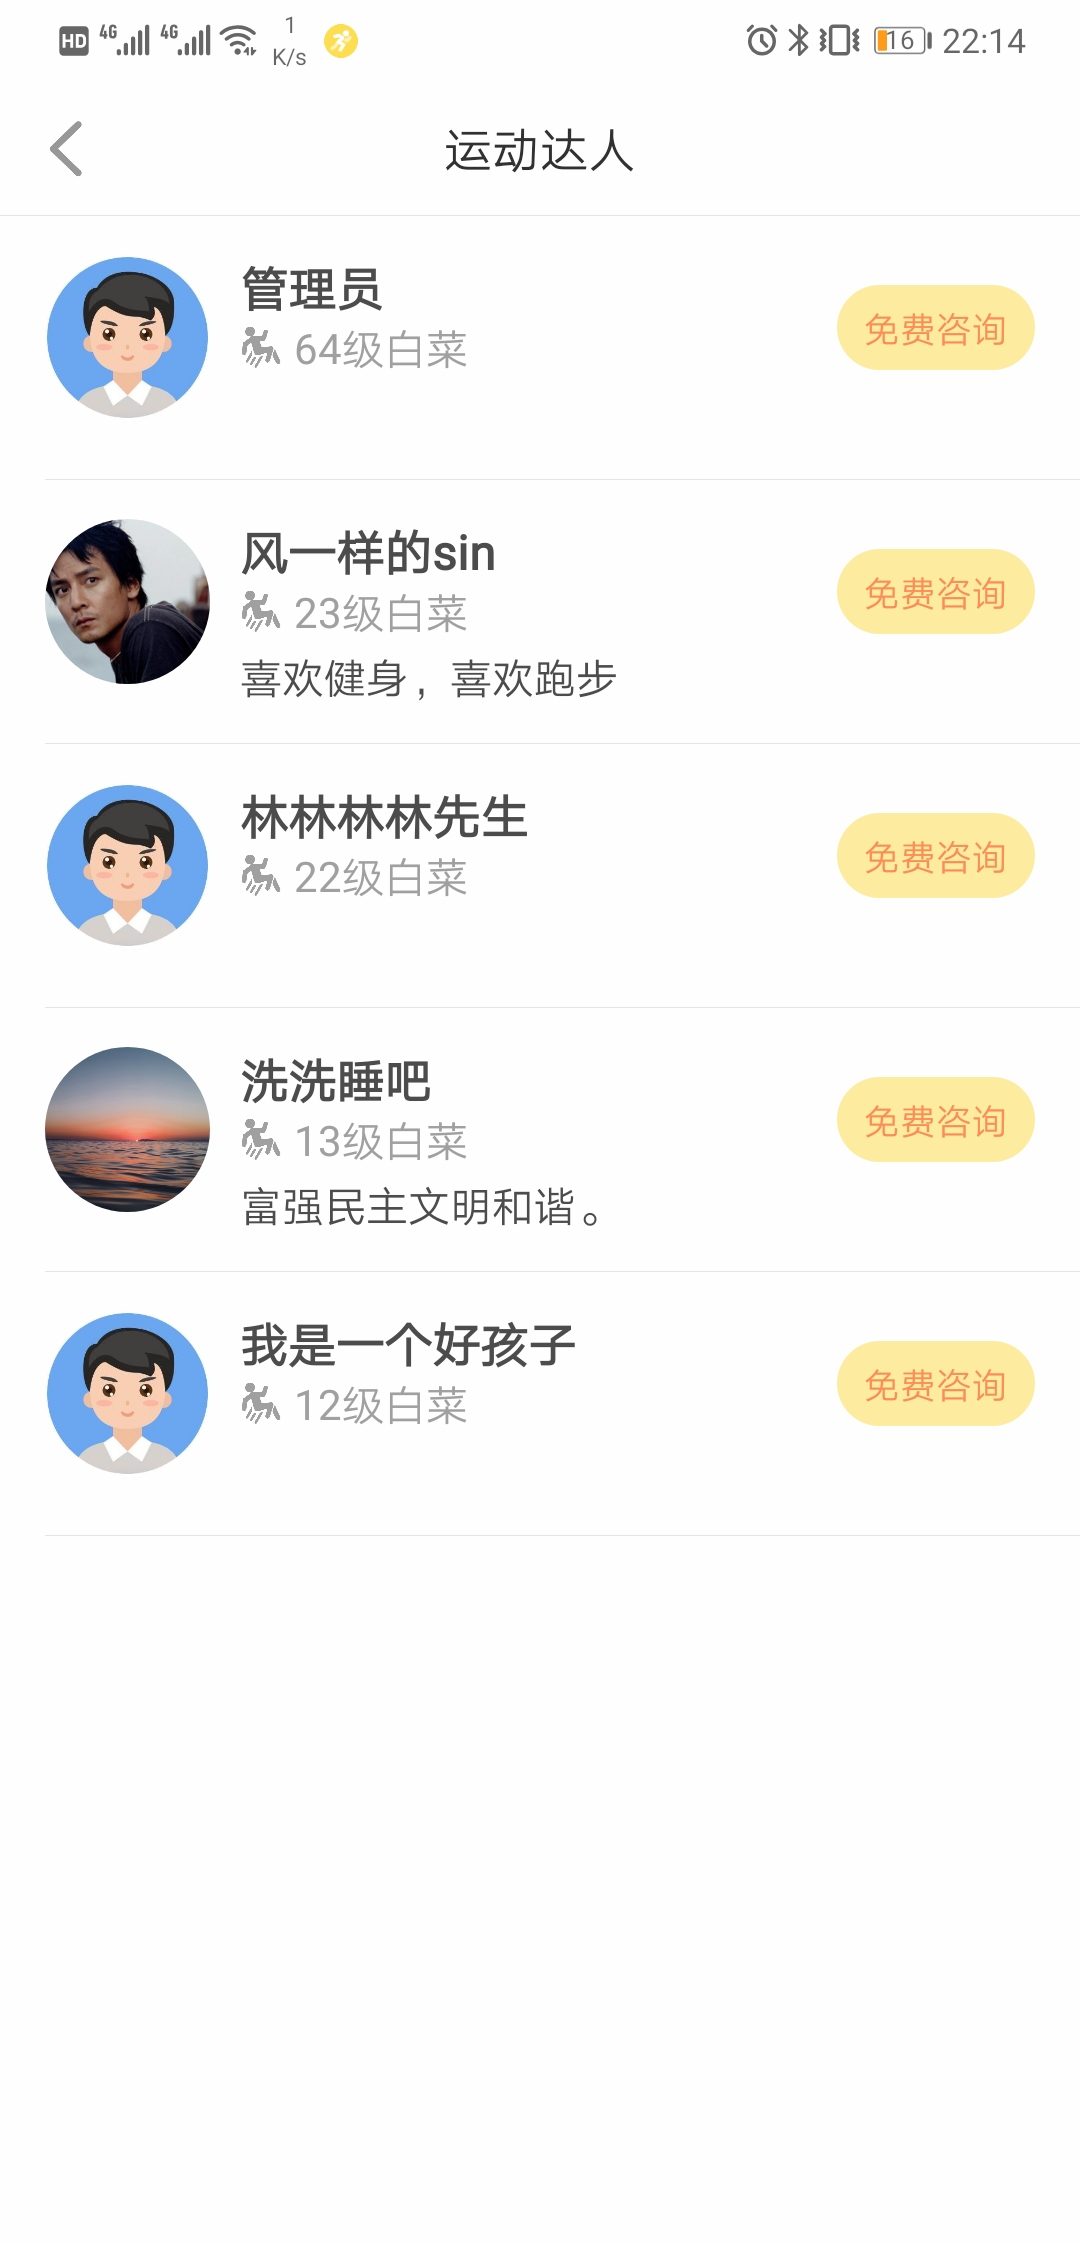 HD 4G 4G 1 K/s 16 22:14
运动达人
管理员
64级白菜
免费咨询
风一样的sin
23级白菜
喜欢健身，喜欢跑步
免费咨询
林林林林先生
22级白菜
免费咨询
洗洗睡吧
13级白菜
富强民主文明和谐。
免费咨询
我是一个好孩子
12级白菜
免费咨询